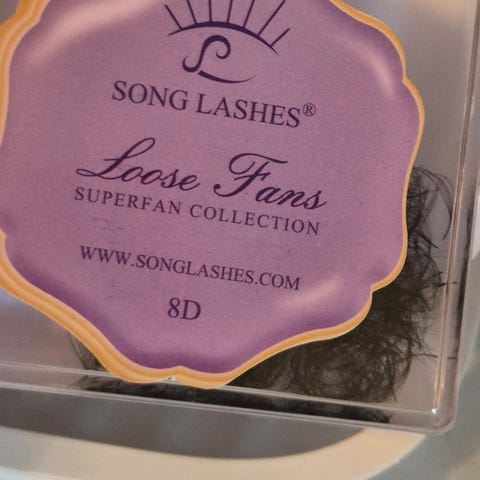 SONG LASHES®
Loose Fans
SUPERFAN COLLECTION
WWW.SONGLASHES.COM
8D